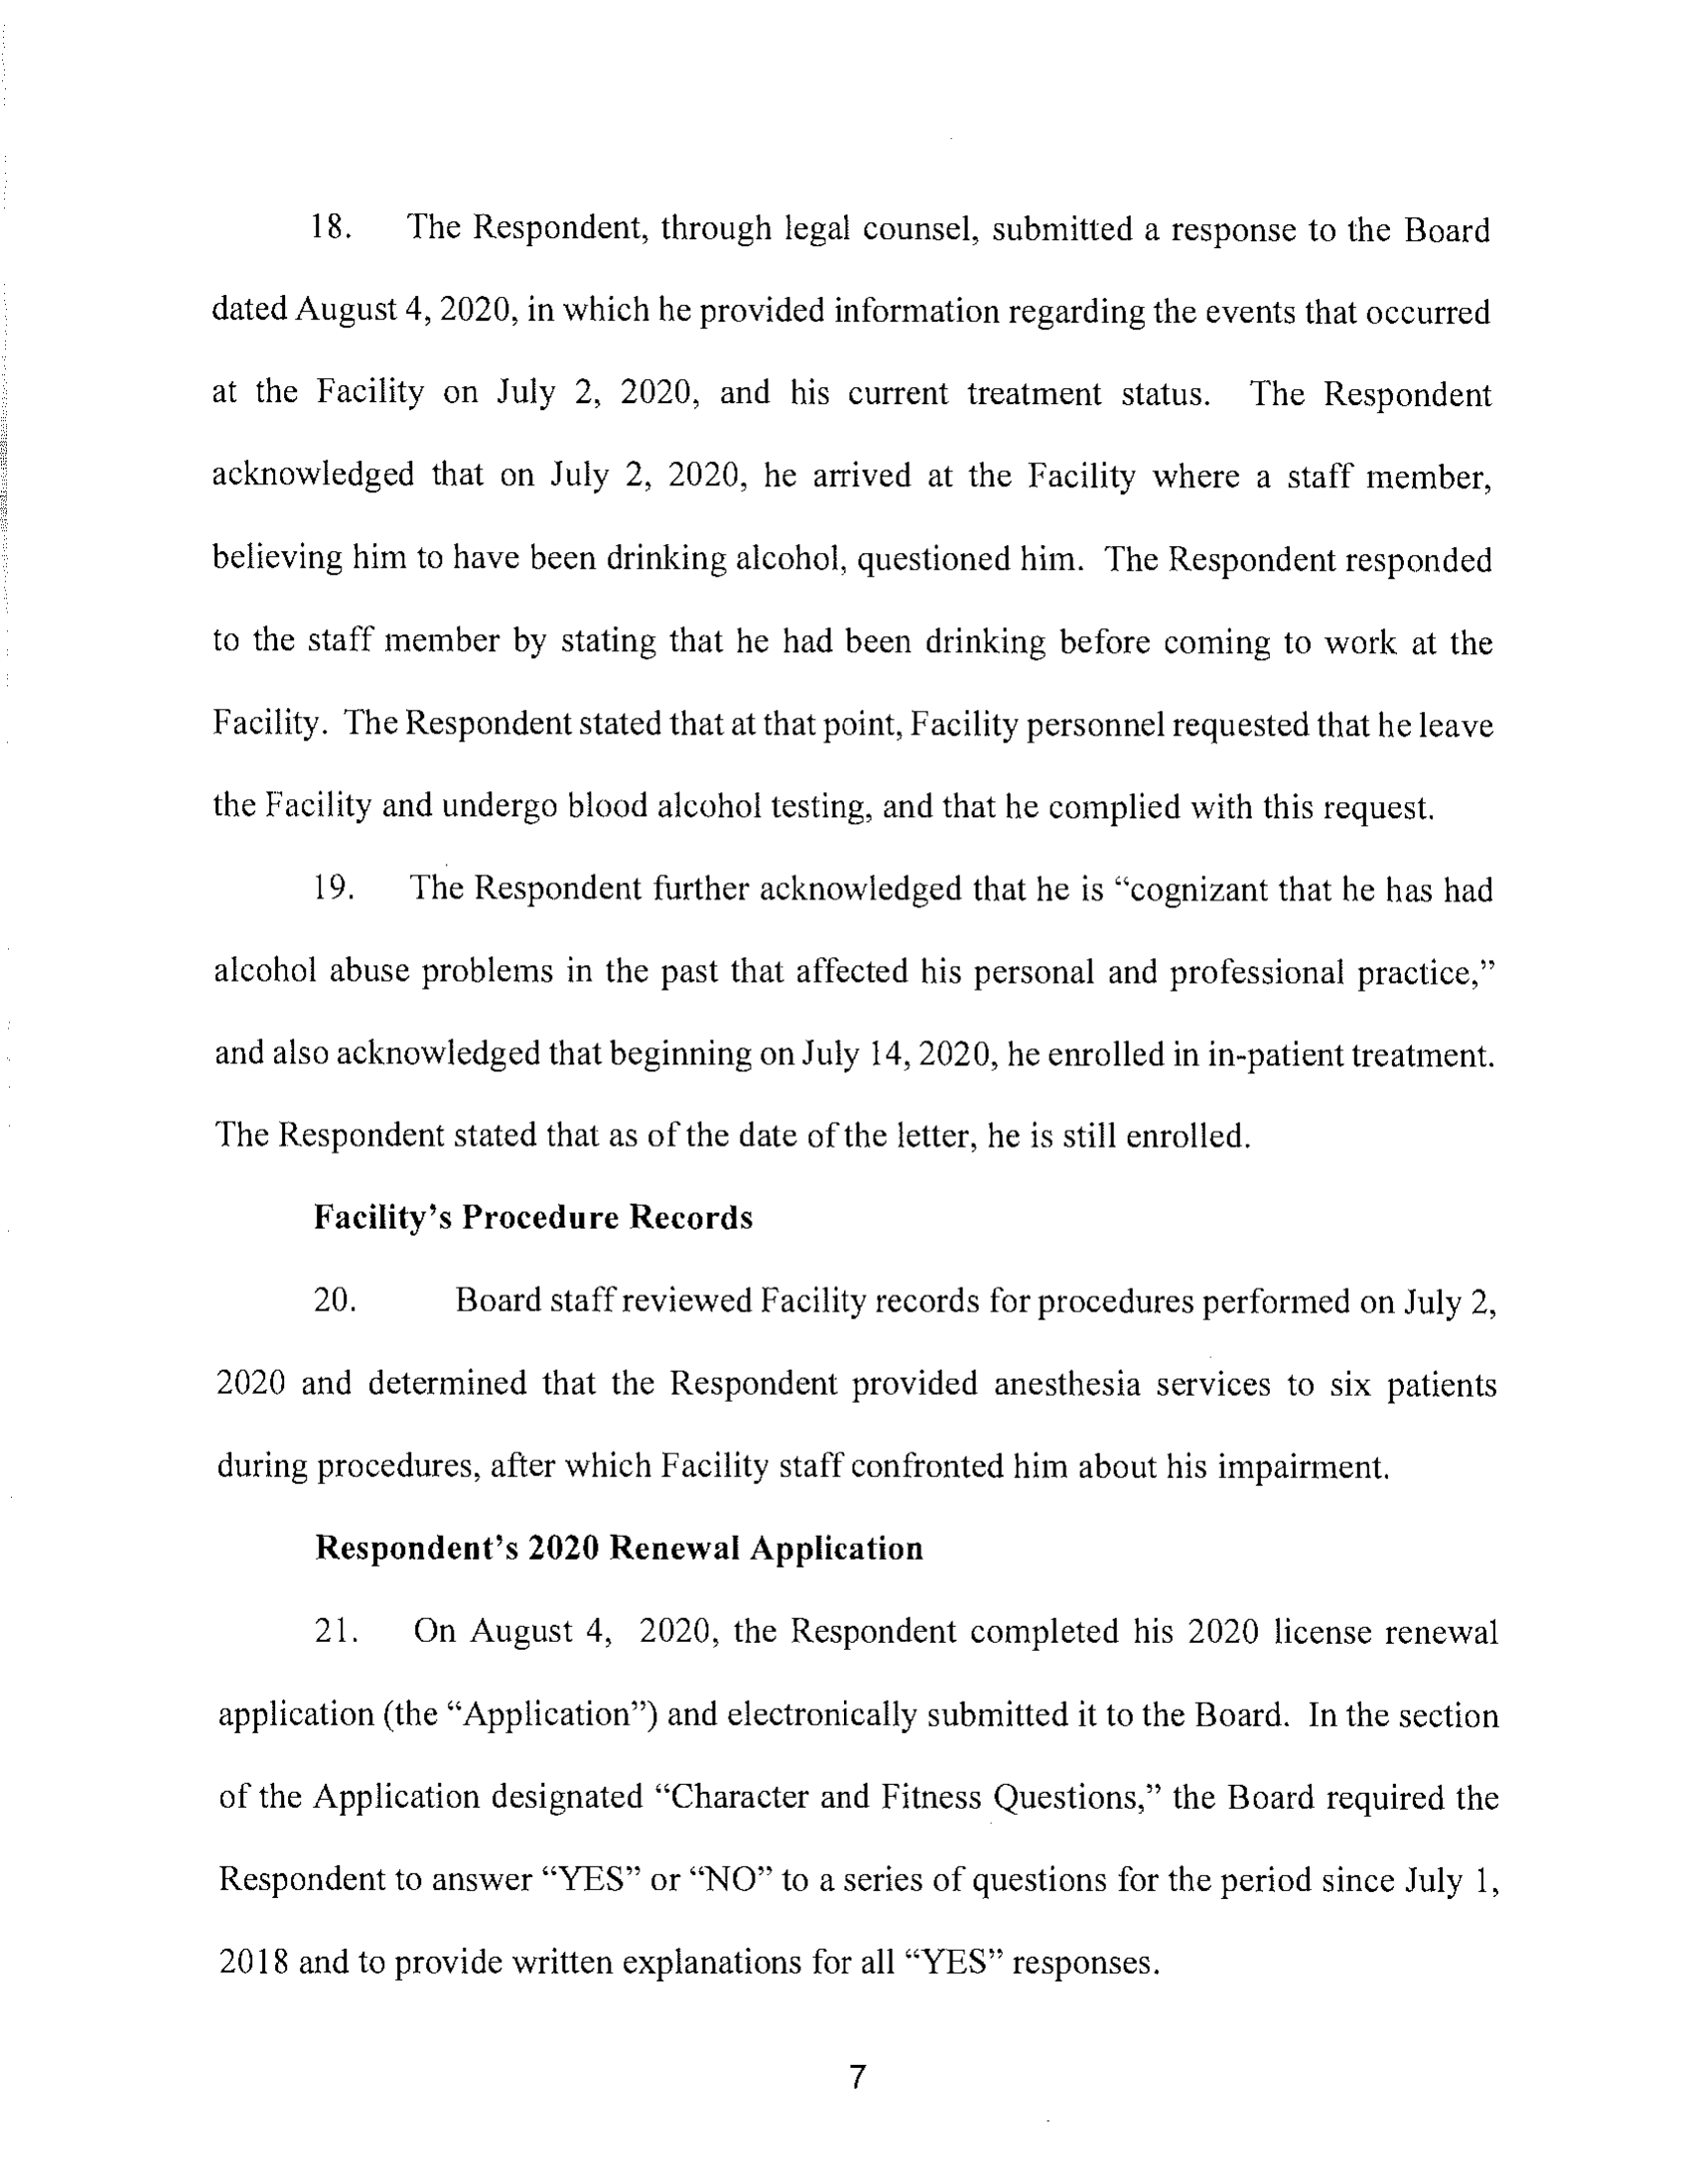 18. The Respondent, through legal counsel, submitted a response to the Board
dated August 4, 2020, in which he provided information regarding the events that occurred
at the Facility on July 2, 2020, and his current treatment status. The Respondent
acknowledged that on July 2, 2020, he arrived at the Facility where a staff member,
believing him to have been drinking alcohol, questioned him. The Respondent responded
to the staff member by stating that he had been drinking before coming to work at the
Facility. The Respondent stated that at that point, Facility personnel requested that he leave
the Facility and undergo blood alcohol testing, and that he complied with this request.
19. The Respondent further acknowledged that he is “cognizant that he has had
alcohol abuse problems in the past that affected his personal and professional practice,”
and also acknowledged that beginning on July 14, 2020, he enrolled in in-patient treatment.
The Respondent stated that as of the date of the letter, he is still enrolled.
Facility’s Procedure Records
20. Board staff reviewed Facility records for procedures performed on July 2,
2020 and determined that the Respondent provided anesthesia services to six patients
during procedures, after which Facility staff confronted him about his impairment.
Respondent’s 2020 Renewal Application
21. On August 4, 2020, the Respondent completed his 2020 license renewal
application (the “Application”) and electronically submitted it to the Board. In the section
of the Application designated “Character and Fitness Questions,” the Board required the
Respondent to answer “YES” or “NO” to a series of questions for the period since July 1,
2018 and to provide written explanations for all “YES” responses.
7